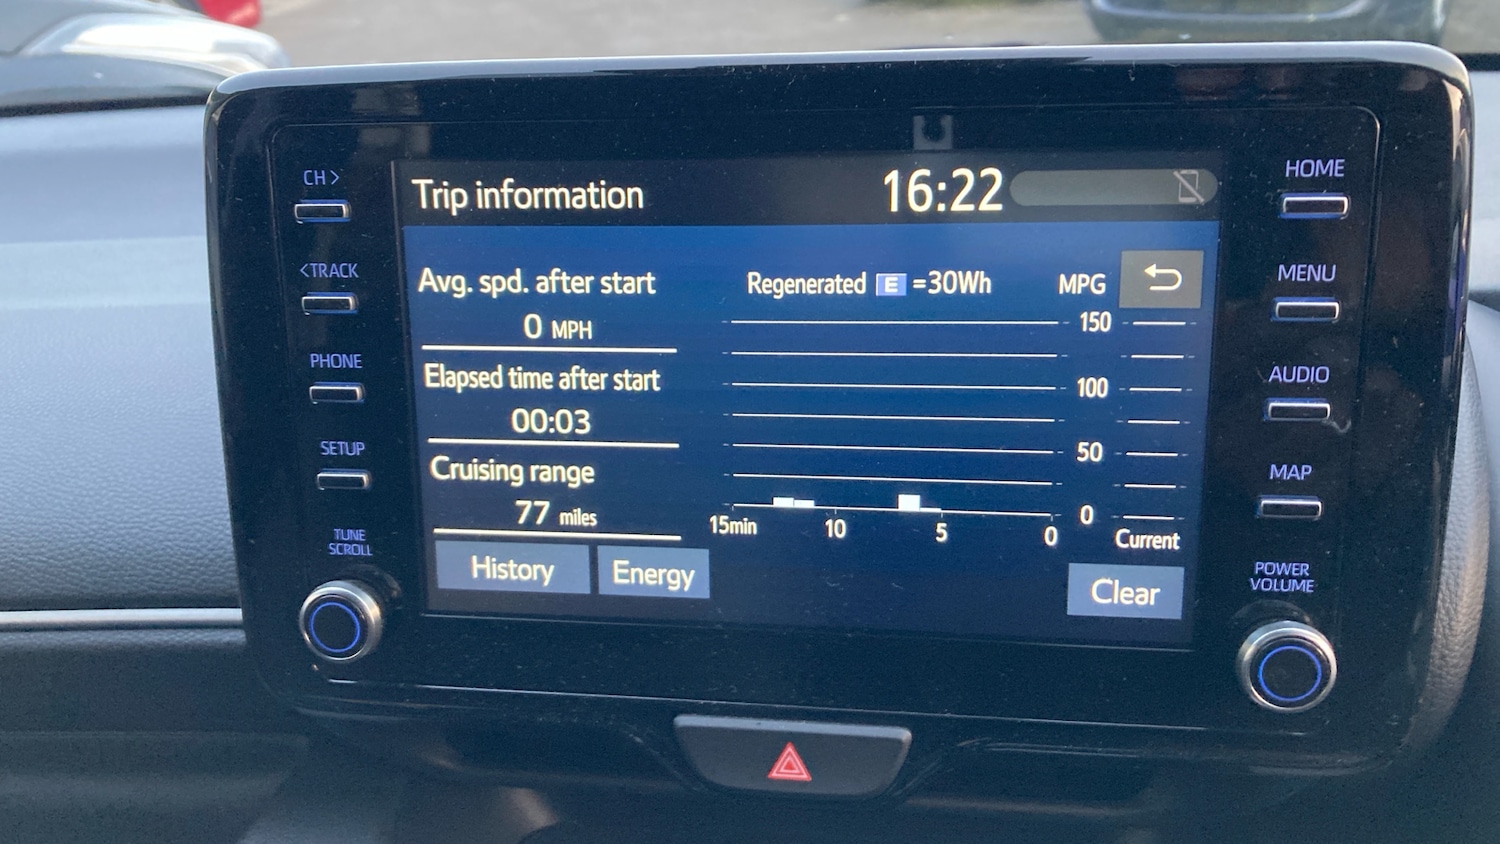 CH >
<TRACK
PHONE
SETUP
TUNE
SCROLL
Trip information
16:22
Avg. spd. after start
0 MPH
Elapsed time after start
00:03
Cruising range
77 miles
History
Energy
Regenerated E =30Wh
MPG
150
100
50
0
15min 10 5 0
Current
Clear
HOME
MENU
AUDIO
MAP
POWER
VOLUME